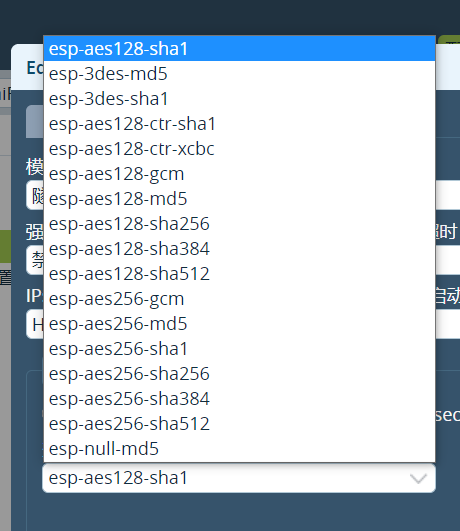 esp-aes128-sha1
esp-3des-md5
esp-3des-sha1
esp-aes128-ctr-sha1
esp-aes128-ctr-xcbc
esp-aes128-gcm
esp-aes128-md5
esp-aes128-sha256
esp-aes128-sha384
esp-aes128-sha512
esp-aes256-gcm
esp-aes256-md5
esp-aes256-sha1
esp-aes256-sha256
esp-aes256-sha384
esp-aes256-sha512
esp-null-md5
esp-aes128-sha1